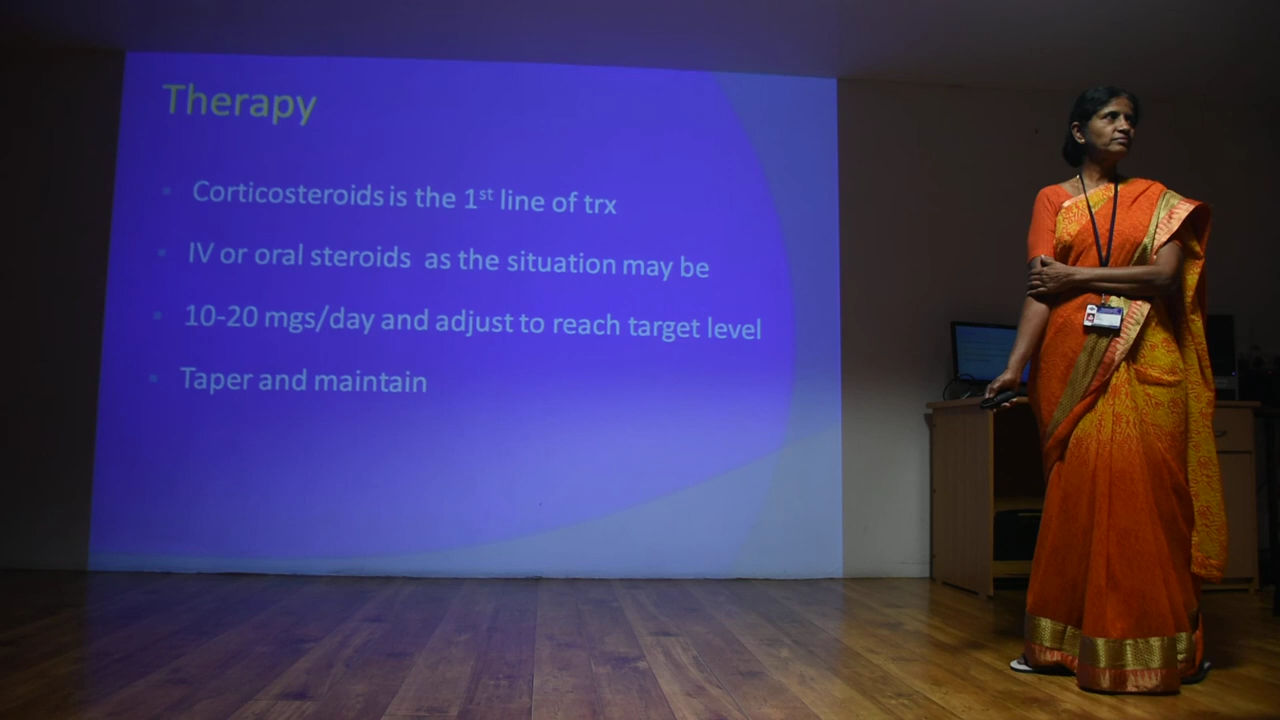 Therapy
Corticosteroids is the 1st line of trx
IV or oral steroids as the situation may be
10-20 mgs/day and adjust to reach target level
Taper and maintain